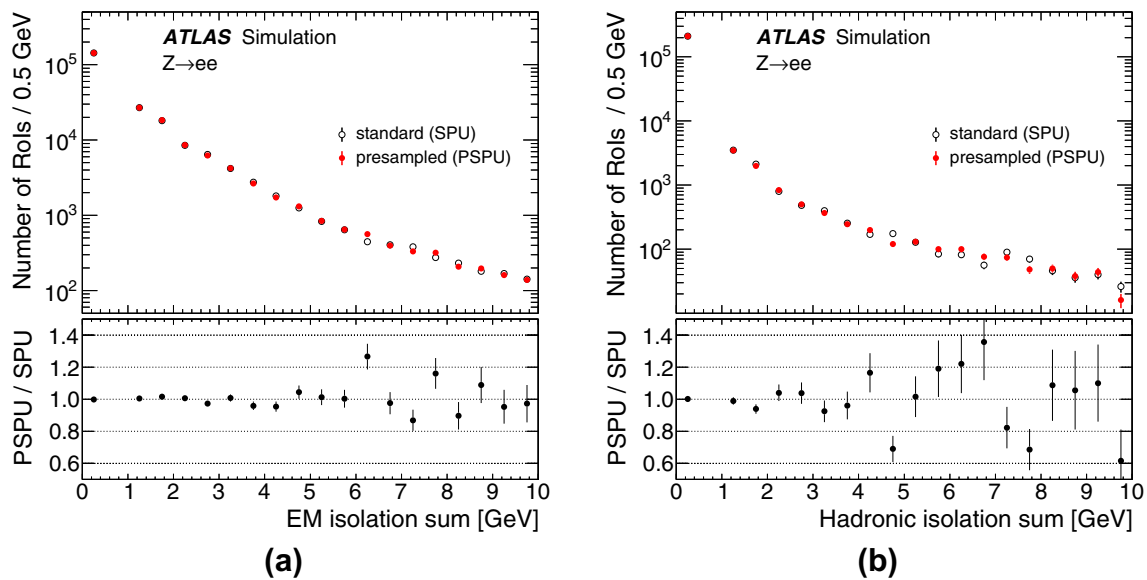 Number of RoIs / 0.5 GeV
10^5
10^4
10^3
10^2
ATLAS Simulation
Z→ee
standard (SPU)
presampled (PSPU)
PSPU / SPU
1.4
1.2
1.0
0.8
0.6
0 1 2 3 4 5 6 7 8 9 10
EM isolation sum [GeV]
(a)
Number of RoIs / 0.5 GeV
10^5
10^4
10^3
10^2
10
ATLAS Simulation
Z→ee
standard (SPU)
presampled (PSPU)
PSPU / SPU
1.4
1.2
1.0
0.8
0.6
0 1 2 3 4 5 6 7 8 9 10
Hadronic isolation sum [GeV]
(b)